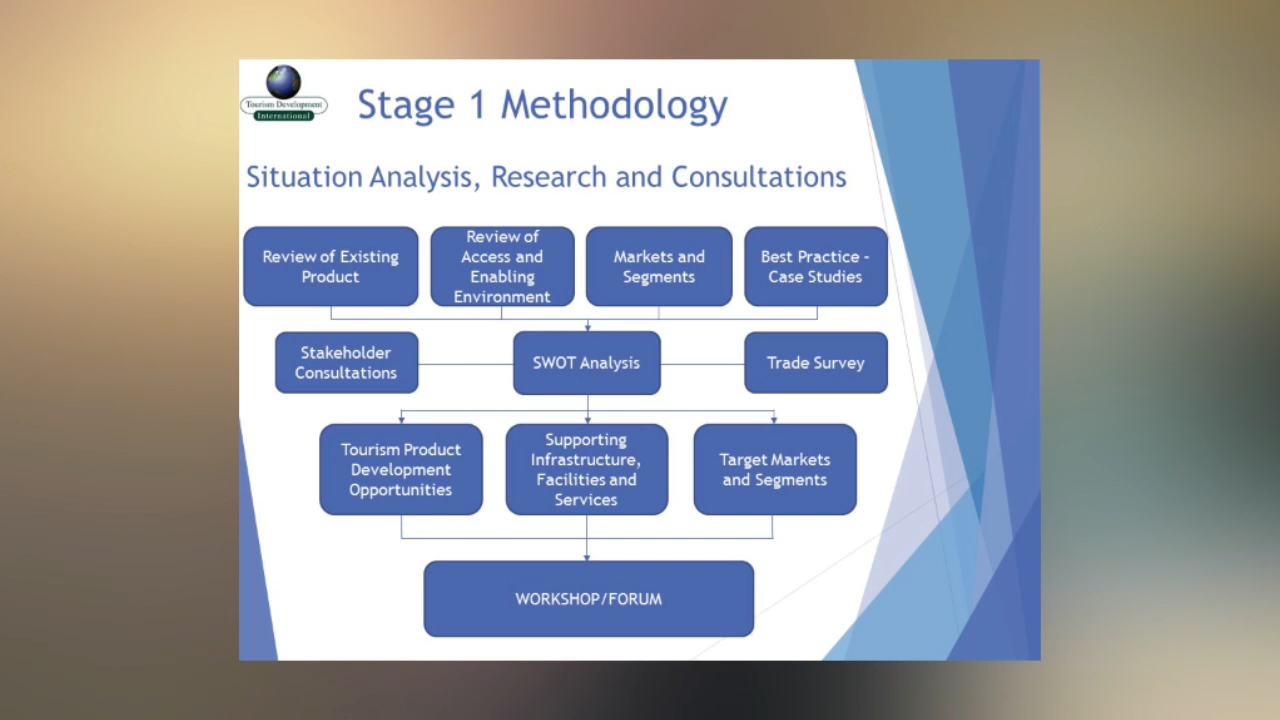 Tourism Development
International
Stage 1 Methodology
Situation Analysis, Research and Consultations
Review of Existing
Product
Review of
Access and
Enabling
Environment
Markets and
Segments
Best Practice -
Case Studies
Stakeholder
Consultations
SWOT Analysis
Trade Survey
Tourism Product
Development
Opportunities
Supporting
Infrastructure,
Facilities and
Services
Target Markets
and Segments
WORKSHOP/FORUM